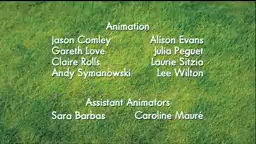 Animation
Jason Comley Alison Evans
Gareth Love Julia Peguet
Claire Rolls Laurie Sitzia
Andy Symanowski Lee Wilton
Assistant Animators
Sara Barbas Caroline Mauré